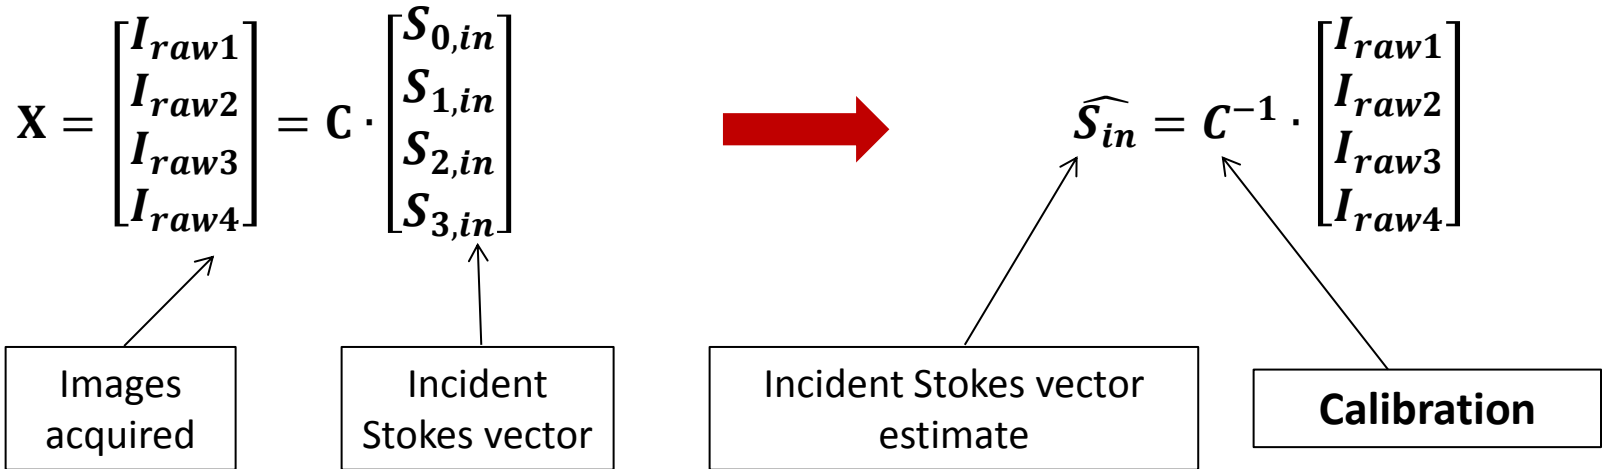 X = [I_raw1 I_raw2 I_raw3 I_raw4] = C · [S_0,in S_1,in S_2,in S_3,in]
Ŝ_in = C^−1 · [I_raw1 I_raw2 I_raw3 I_raw4]
Images
acquired
Incident
Stokes vector
Incident Stokes vector
estimate
Calibration